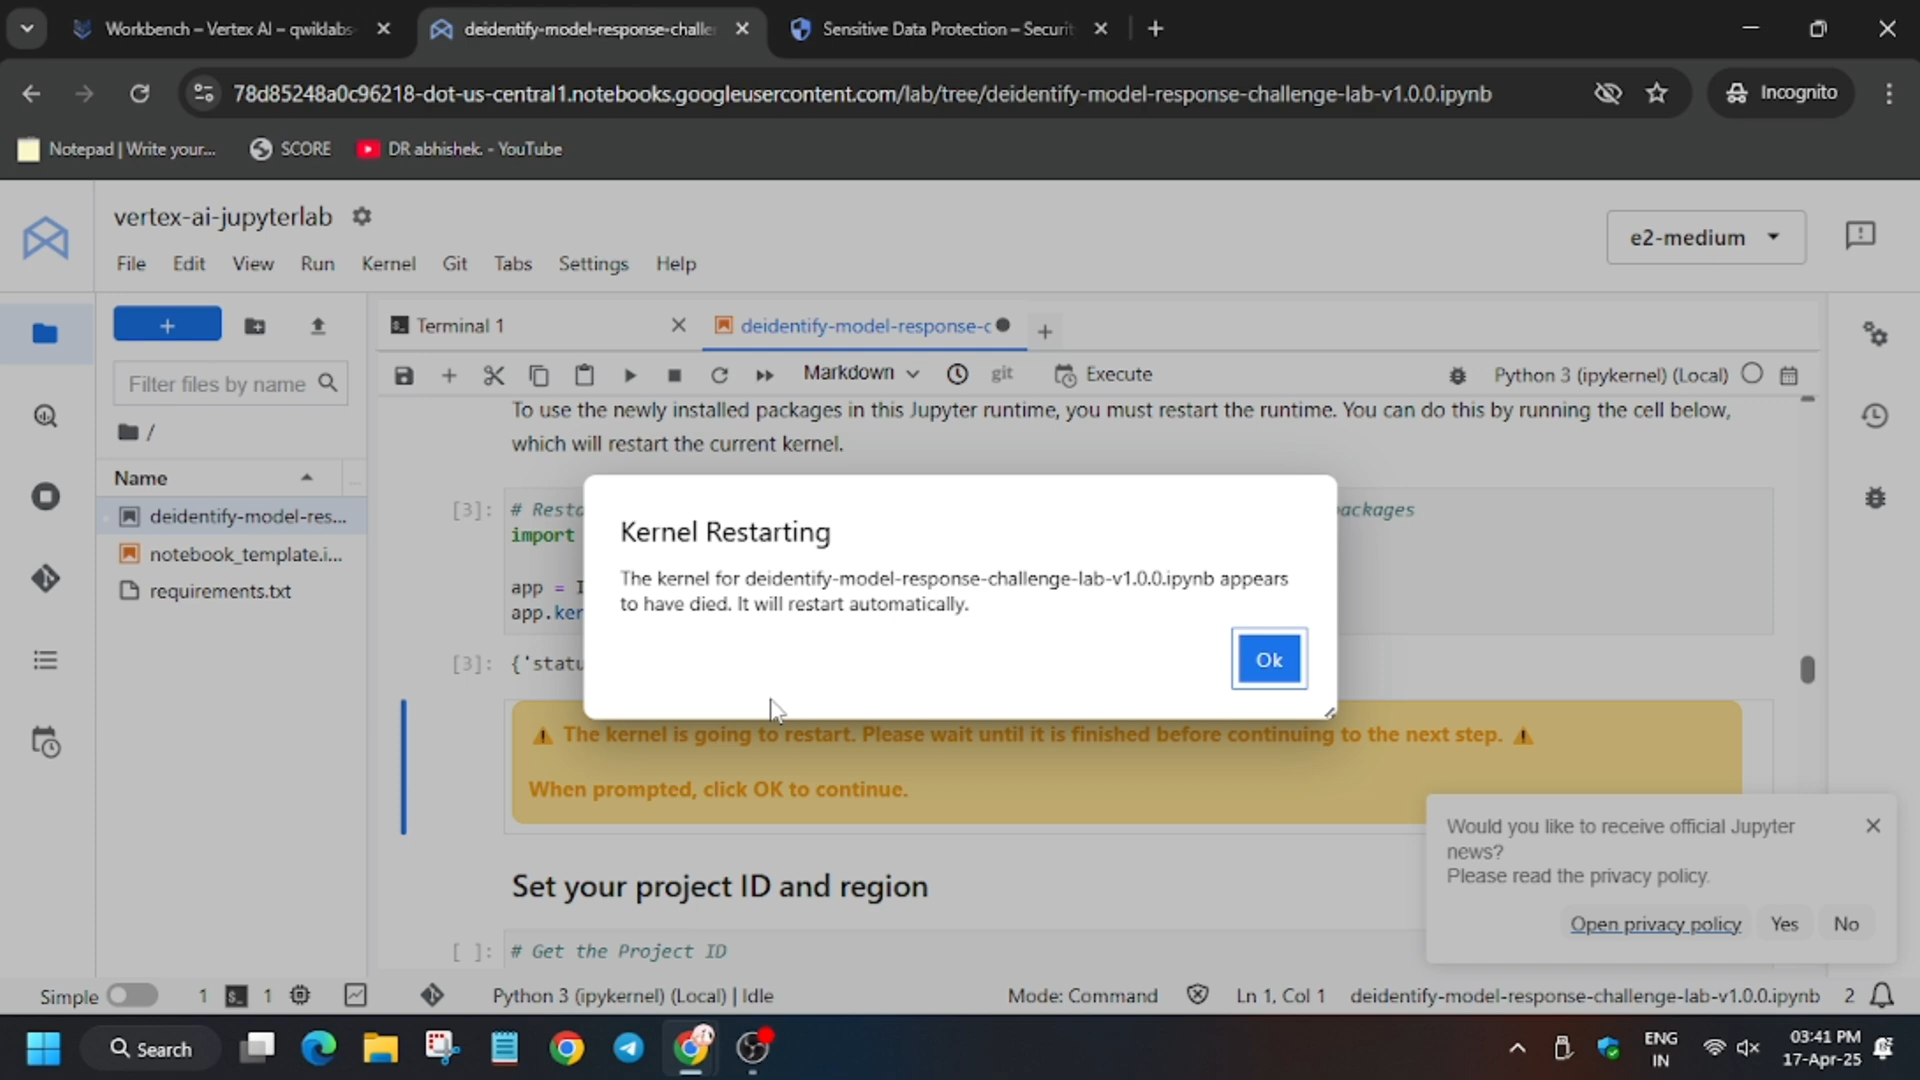 Workbench – Vertex AI – qwiklabs-
deidentify-model-response-challe
Sensitive Data Protection – Securit
78d85248a0c96218-dot-us-central1.notebooks.googleusercontent.com/lab/tree/deidentify-model-response-challenge-lab-v1.0.0.ipynb
Incognito
Notepad | Write your...
SCORE
DR abhishek. - YouTube
vertex-ai-jupyterlab
e2-medium
File Edit View Run Kernel Git Tabs Settings Help
Terminal 1
deidentify-model-response-c
Filter files by name
Markdown
git
Execute
Python 3 (ipykernel) (Local)
/
Name
deidentify-model-res...
notebook_template.i...
requirements.txt
To use the newly installed packages in this Jupyter runtime, you must restart the runtime. You can do this by running the cell below,
which will restart the current kernel.
[3]: # Resta
ackages
import
app = I
app.ker
[3]: {'statu
Kernel Restarting
The kernel for deidentify-model-response-challenge-lab-v1.0.0.ipynb appears
to have died. It will restart automatically.
Ok
⚠ The kernel is going to restart. Please wait until it is finished before continuing to the next step. ⚠
When prompted, click OK to continue.
Set your project ID and region
[ ]: # Get the Project ID
Would you like to receive official Jupyter
news?
Please read the privacy policy.
Open privacy policy Yes No
Simple 1 1 Python 3 (ipykernel) (Local) | Idle Mode: Command Ln 1, Col 1 deidentify-model-response-challenge-lab-v1.0.0.ipynb 2
Search
ENG
IN
03:41 PM
17-Apr-25